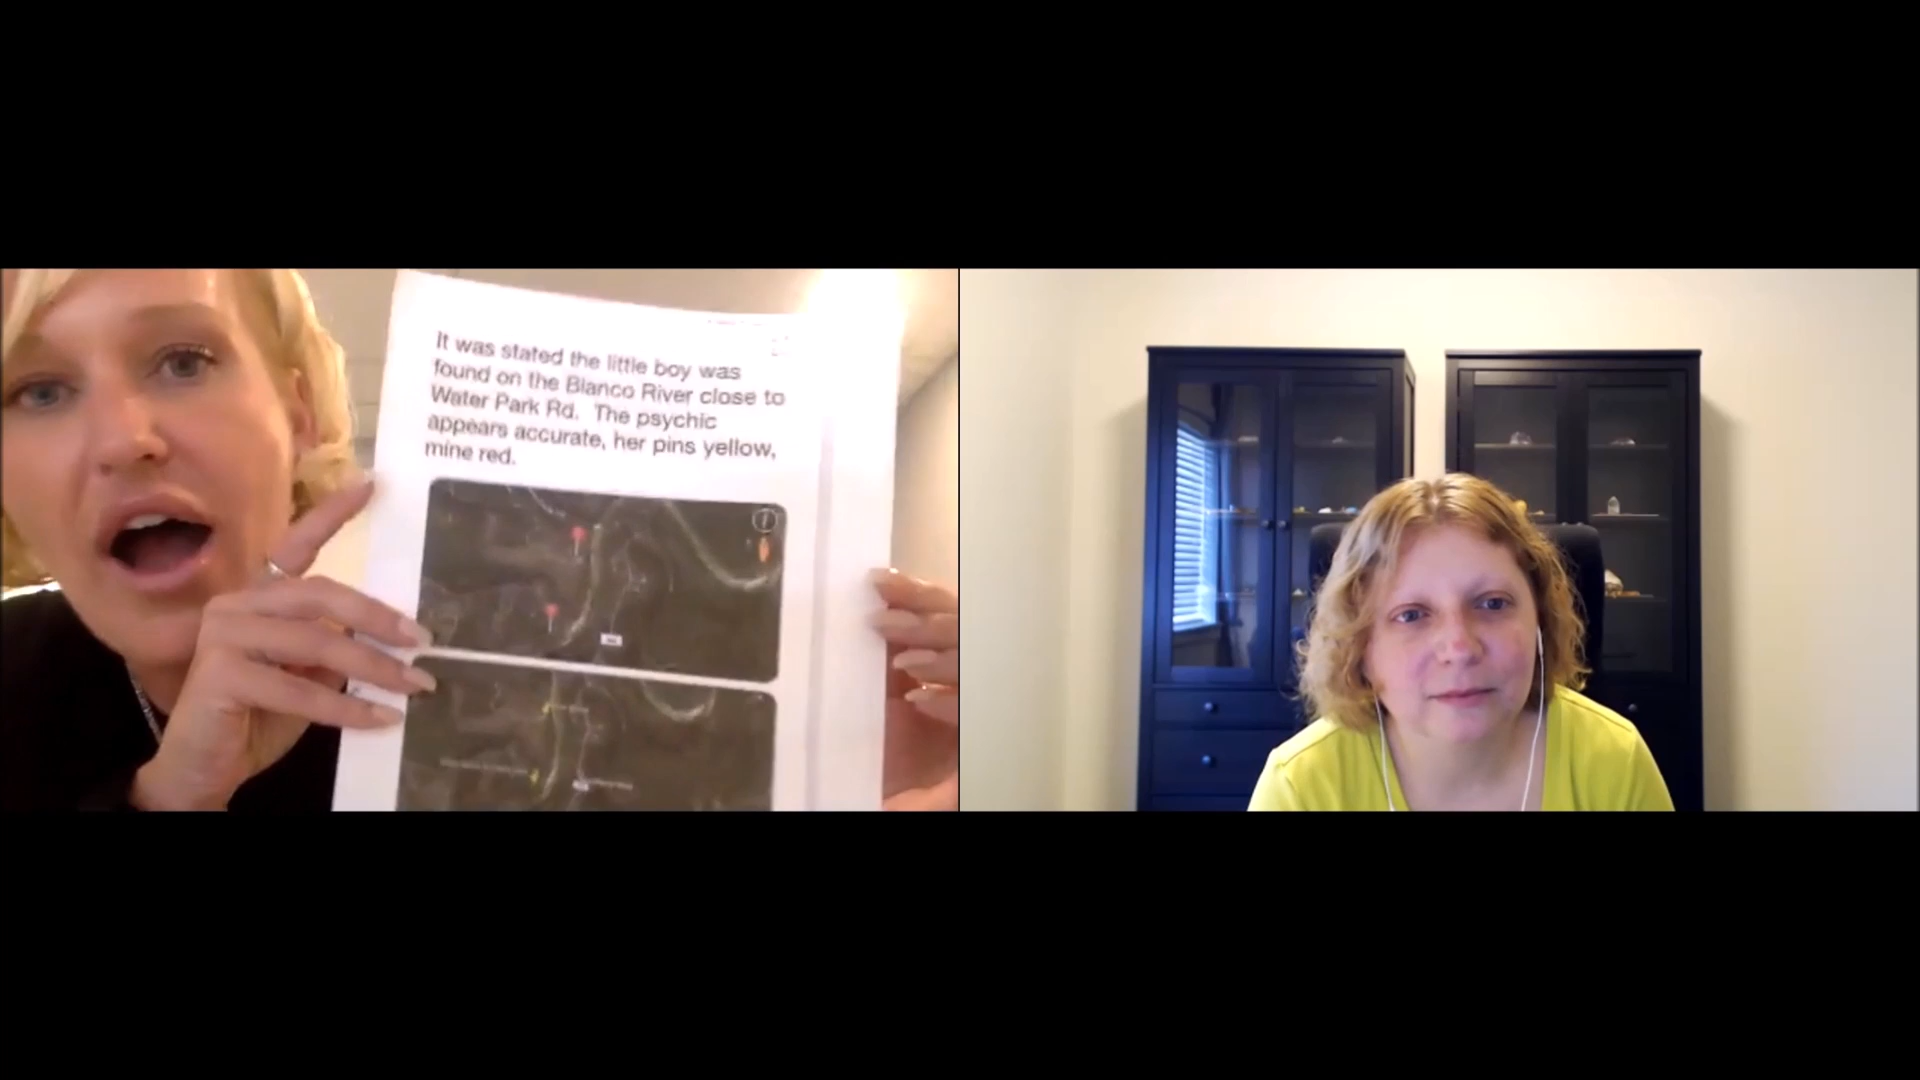 It was stated the little boy was
found on the Blanco River close to
Water Park Rd.  The psychic
appears accurate, her pins yellow,
mine red.